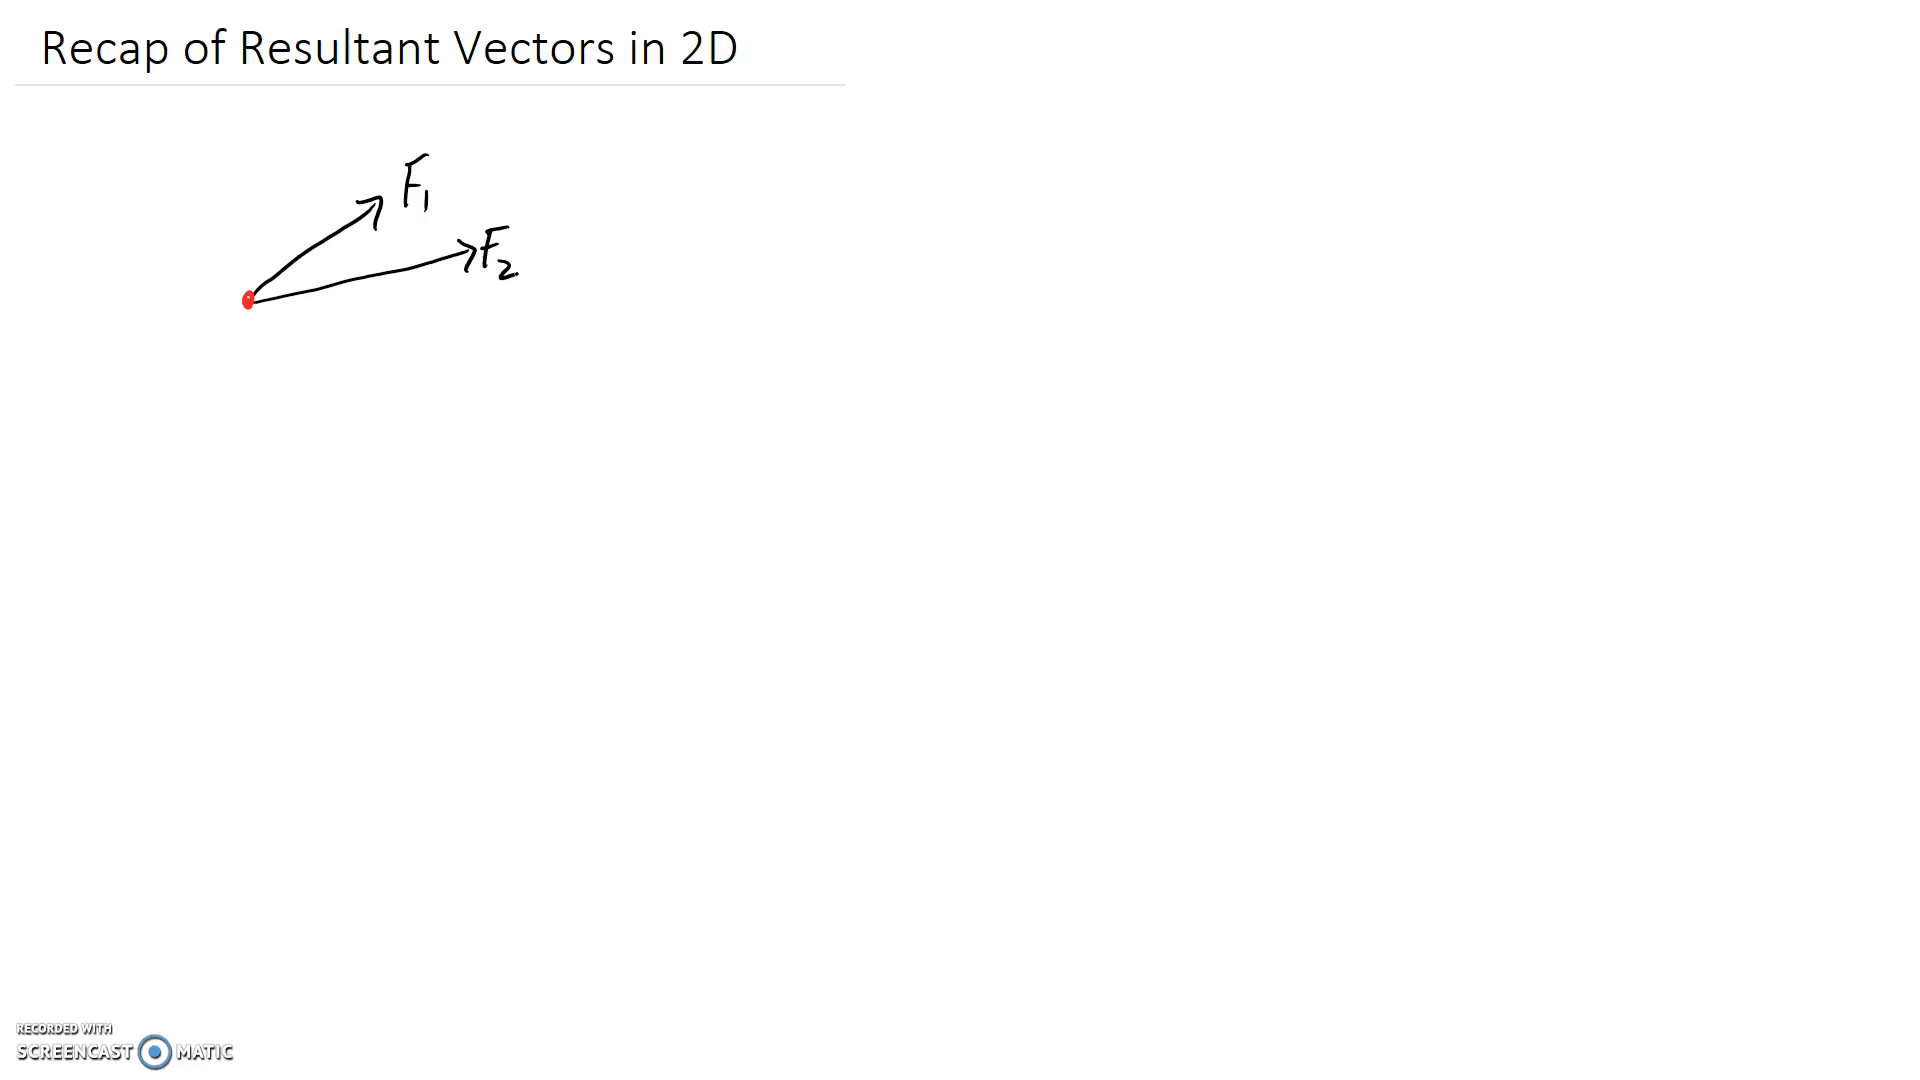 Recap of Resultant Vectors in 2D
F1
F2
RECORDED WITH
SCREENCAST MATIC